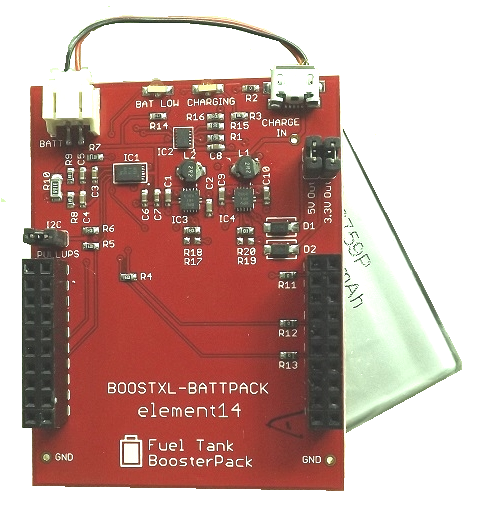 BAT LOW CHARGING R2
R14 R16 R3
R15
R1
CHARGE
IN
BATT
R7
IC2
C8
IC1
L2
L1
R9
C5
R10
C3
C1
C9
C10
C6
C7
C2
IC3
IC4
R8
C4
5V Out
3.3V Out
I2C
PULLUPS
R6
R5
R18
R17
R20
R19
D1
D2
R4
R11
R12
R13
BOOSTXL-BATTPACK
element14
Fuel Tank
BoosterPack
GND
GND